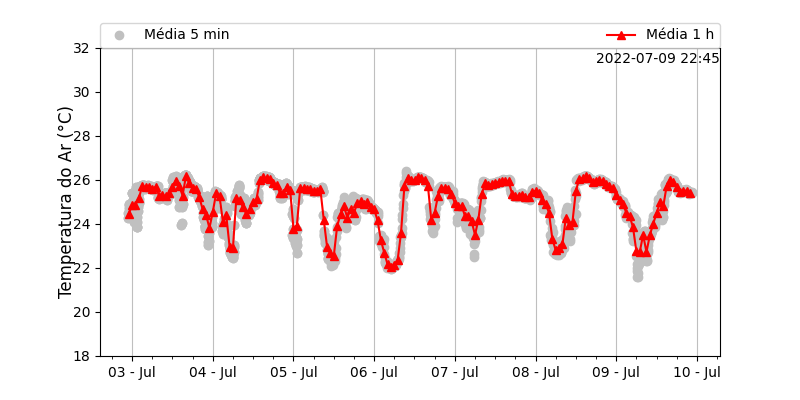 Média 5 min
Média 1 h
2022-07-09 22:45
Temperatura do Ar (°C)
32
30
28
26
24
22
20
18
03 - Jul
04 - Jul
05 - Jul
06 - Jul
07 - Jul
08 - Jul
09 - Jul
10 - Jul